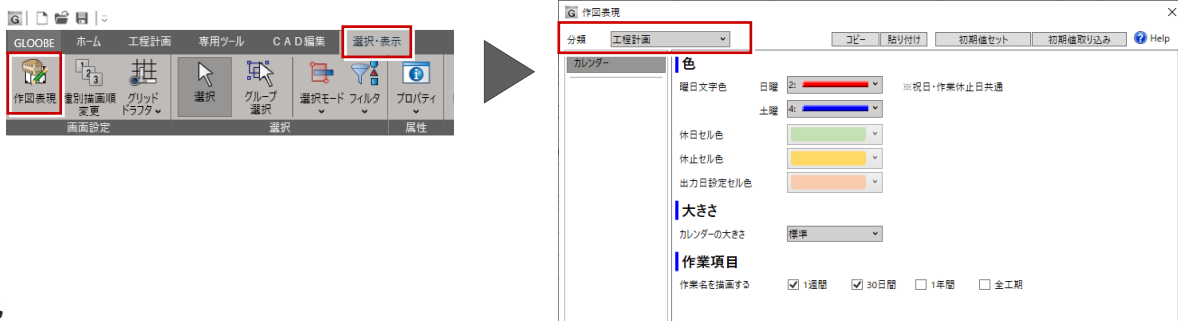 GLOOBE ホーム 工程計画 専用ツール CAD編集 選択・表示
作図表現 種別描画順変更 グリッドドラフタ 選択 グループ選択 選択モード フィルタ プロパティ
画面設定 選択 属性
G 作図表現
分類 工程計画 コピー 貼り付け 初期値セット 初期値取り込み Help
カレンダー
色
曜日文字色 日曜 2: ※祝日・作業休止日共通
土曜 4:
休日セル色
休止セル色
出力日設定セル色
大きさ
カレンダーの大きさ 標準
作業項目
作業名を描画する 1週間 30日間 1年間 全工期